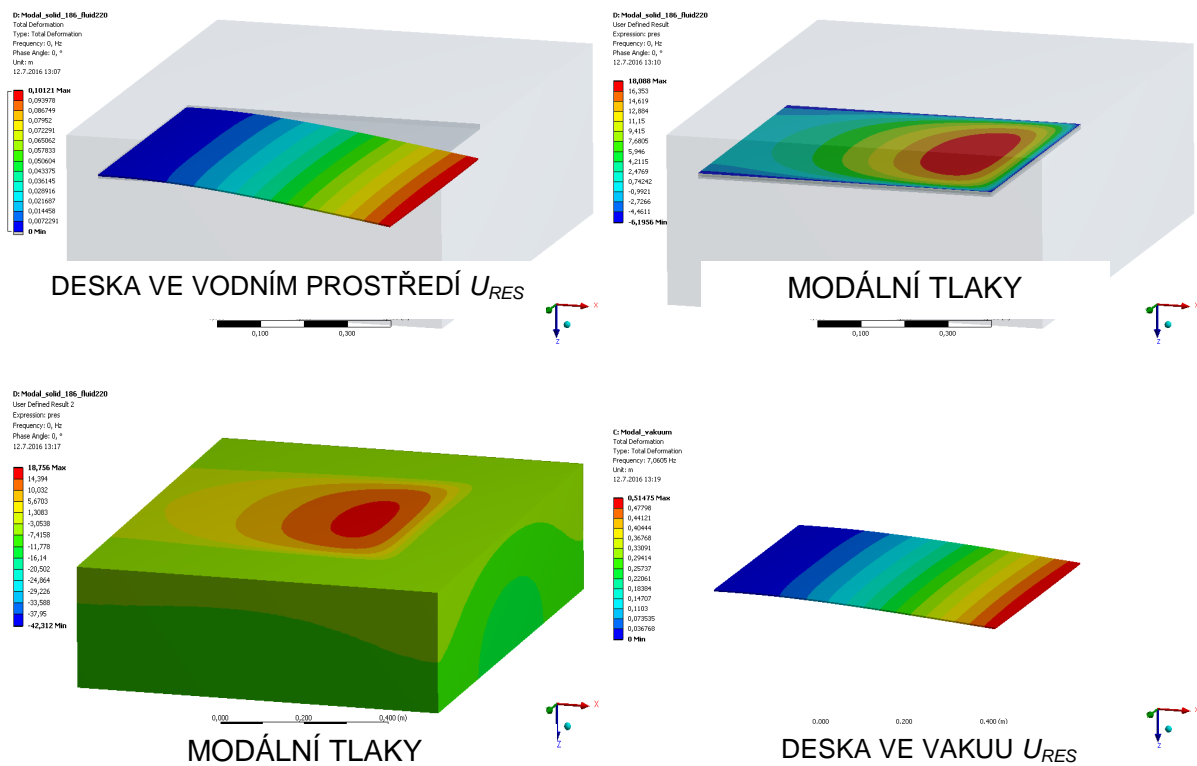 D: Modal_solid_186_fluid220
Total Deformation
Type: Total Deformation
Frequency: 0, Hz
Phase Angle: 0, °
Unit: m
12.7.2016 13:07
0,10121 Max
0,093978
0,086749
0,07952
0,072291
0,065062
0,057833
0,050604
0,043375
0,036145
0,028916
0,021687
0,014458
0,0072291
0 Min
DESKA VE VODNÍM PROSTŘEDÍ URES
0,100
0,300
X
Z
D: Modal_solid_186_fluid220
User Defined Result
Expression: pres
Frequency: 0, Hz
Phase Angle: 0, °
12.7.2016 13:10
18,088 Max
16,353
14,619
12,884
11,15
9,415
7,6805
5,946
4,2115
2,4769
0,74242
-0,9921
-2,7266
-4,4611
-6,1956 Min
MODÁLNÍ TLAKY
0,100
0,300
Z
D: Modal_solid_186_fluid220
User Defined Result 2
Expression: pres
Frequency: 0, Hz
Phase Angle: 0, °
12.7.2016 13:17
18,756 Max
14,394
10,032
5,6703
1,3083
-3,0538
-7,4158
-11,778
-16,14
-20,502
-24,864
-29,226
-33,588
-37,95
-42,312 Min
0,000
0,200
0,400 (m)
X
MODÁLNÍ TLAKY
C: Modal_vakuum
Total Deformation
Type: Total Deformation
Frequency: 7,0605 Hz
Unit: m
12.7.2016 13:19
0,51475 Max
0,47798
0,44121
0,40444
0,36768
0,33091
0,29414
0,25737
0,22061
0,18384
0,14707
0,1103
0,073535
0,036768
0 Min
0,000
0,200
0,400 (m)
Z
DESKA VE VAKUU URES